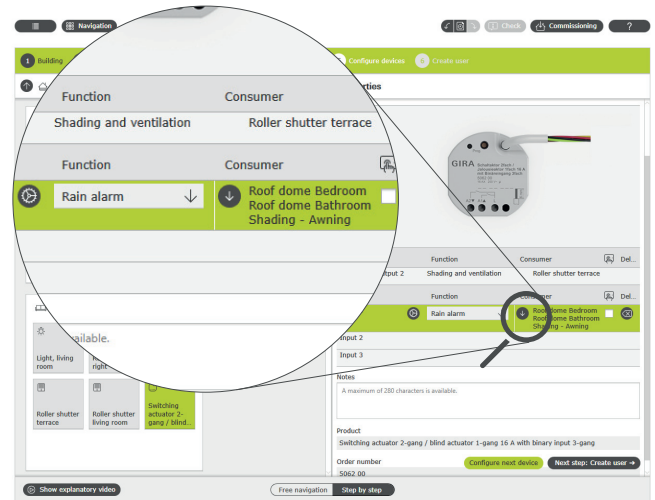 Navigation
Check
Commissioning
?
1 Building
Configure devices
Create user
Function Consumer
Shading and ventilation Roller shutter terrace
Function Consumer
Rain alarm
Roof dome Bedroom
Roof dome Bathroom
Shading - Awning
GIRA
5062 00
Function Consumer Del...
Shading and ventilation Roller shutter terrace
Function Consumer Del...
Rain alarm
Roof dome Bedroom
Roof dome Bathroom
Shading - Awning
Input 2
Input 3
Notes
A maximum of 280 characters is available.
Product
Switching actuator 2-gang / blind actuator 1-gang 16 A with binary input 3-gang
Order number
5062 00
Configure next device
Next step: Create user →
Light, living
room
right
Roller shutter
terrace
Roller shutter
living room
Switching
actuator 2-
gang / blind...
Show explanatory video
Free navigation Step by step